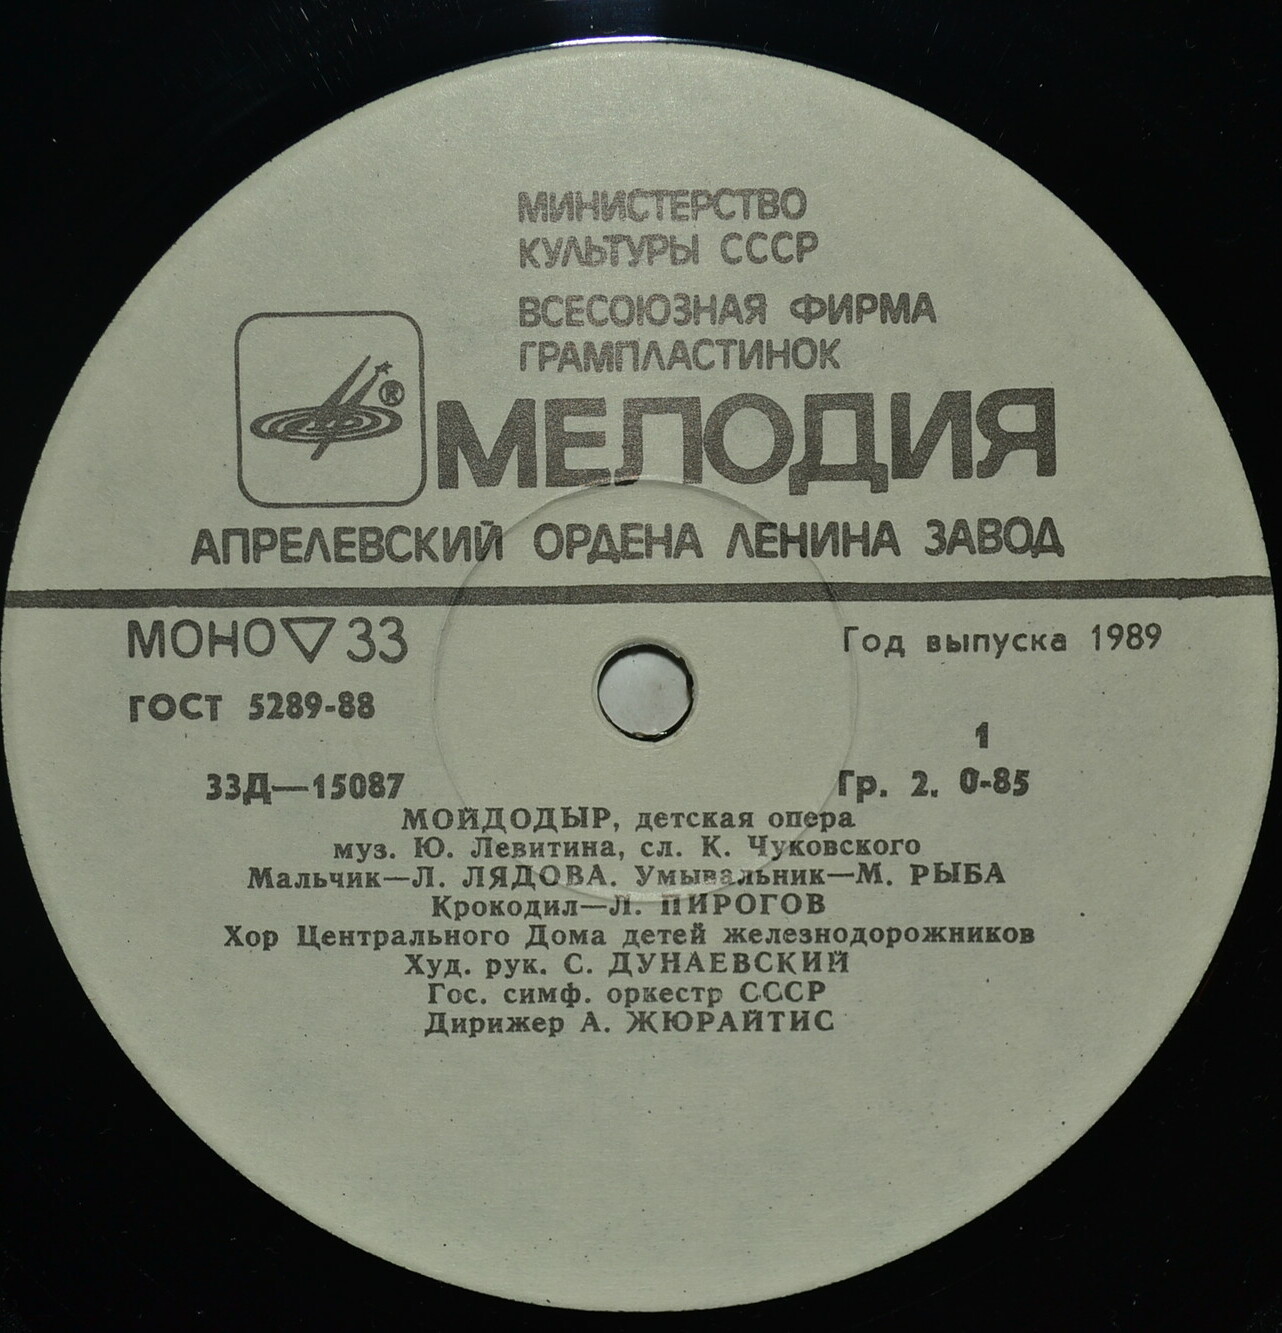 МИНИСТЕРСТВО
КУЛЬТУРЫ СССР
ВСЕСОЮЗНАЯ ФИРМА
ГРАМПЛАСТИНОК
®
МЕЛОДИЯ
АПРЕЛЕВСКИЙ ОРДЕНА ЛЕНИНА ЗАВОД
МОНО ▽ 33
Год выпуска 1989
ГОСТ 5289-88
1
33Д—15087
Гр. 2. 0-85
МОЙДОДЫР, детская опера
муз. Ю. Левитина, сл. К. Чуковского
Мальчик—Л. ЛЯДОВА. Умывальник—М. РЫБА
Крокодил—Л. ПИРОГОВ
Хор Центрального Дома детей железнодорожников
Худ. рук. С. ДУНАЕВСКИЙ
Гос. симф. оркестр СССР
Дирижер А. ЖЮРАЙТИС